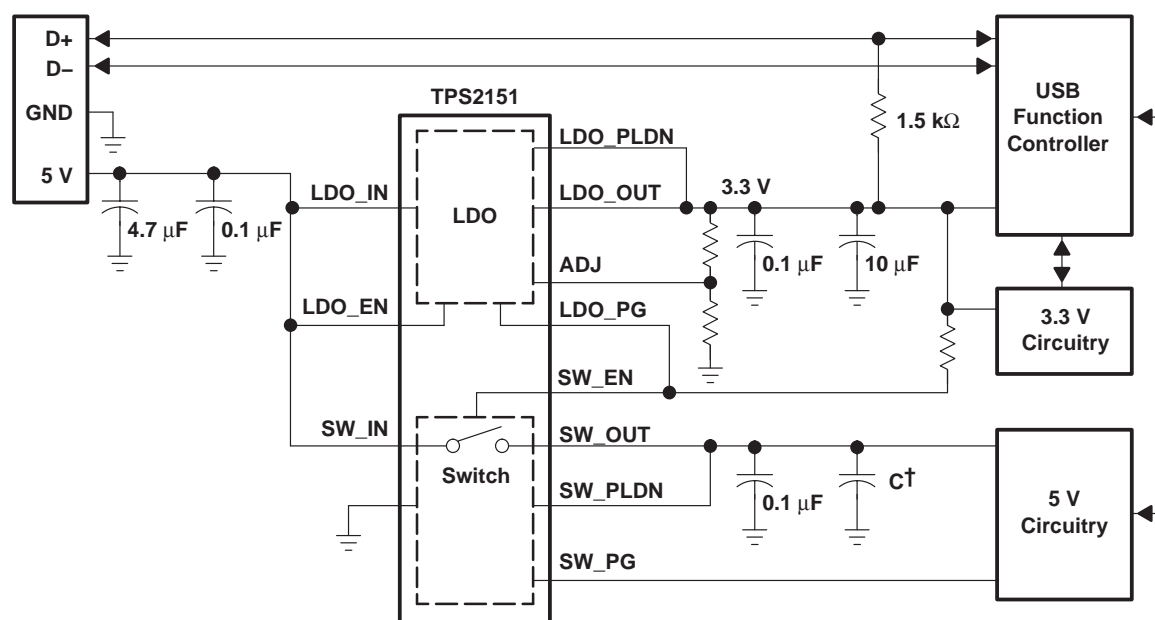 D+
D–
GND
5 V
4.7 μF
0.1 μF
TPS2151
LDO_IN
LDO_EN
SW_IN
LDO
Switch
LDO_PLDN
LDO_OUT
ADJ
LDO_PG
SW_EN
SW_OUT
SW_PLDN
SW_PG
3.3 V
0.1 μF
10 μF
1.5 kΩ
0.1 μF
C†
USB
Function
Controller
3.3 V
Circuitry
5 V
Circuitry